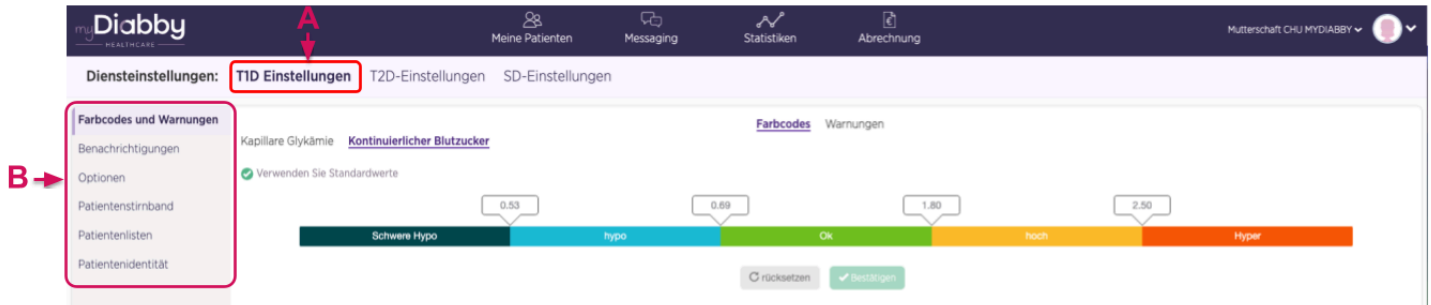 A
myDiabby
HEALTHCARE
Meine Patienten
Messaging
Statistiken
Abrechnung
Mutterschaft CHU MYDIABBY
Diensteinstellungen: T1D Einstellungen T2D-Einstellungen SD-Einstellungen
B
Farbcodes und Warnungen
Benachrichtigungen
Optionen
Patientenstirnband
Patientenlisten
Patientenidentität
Farbcodes Warnungen
Kapillare Glykämie Kontinuierlicher Blutzucker
Verwenden Sie Standardwerte
0.53 0.69 1.80 2.50
Schwere Hypo hypo Ok hoch Hyper
rücksetzen Bestätigen